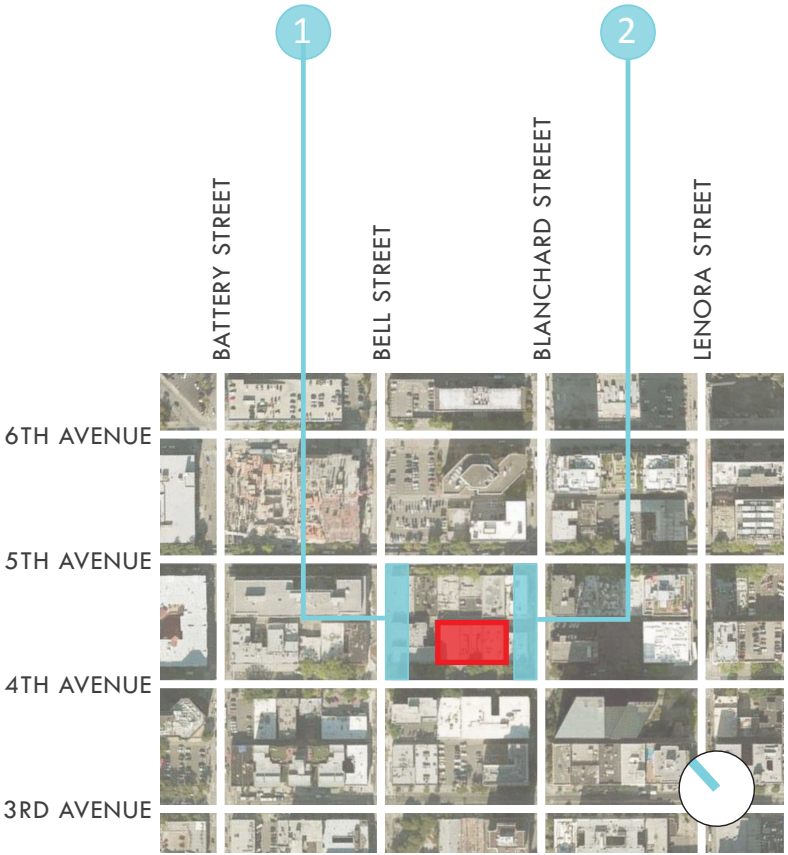 1
2
BATTERY STREET
BELL STREET
BLANCHARD STREEET
LENORA STREET
6TH AVENUE
5TH AVENUE
4TH AVENUE
3RD AVENUE